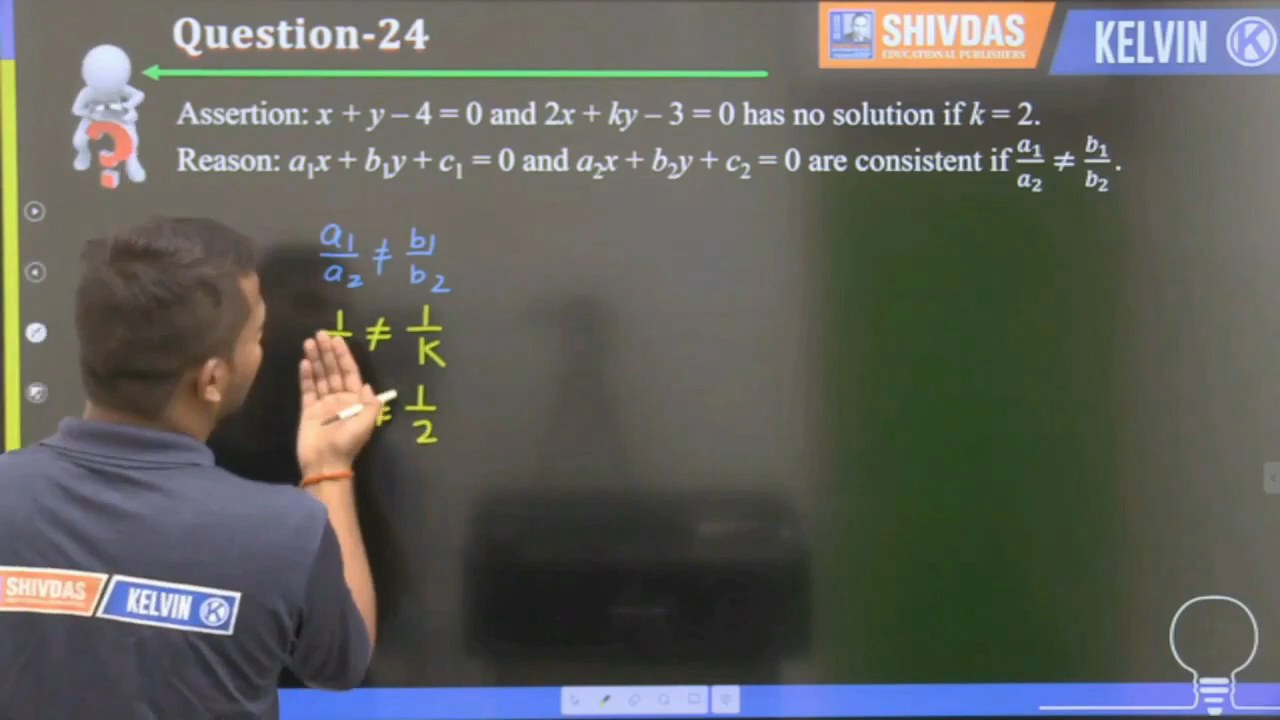 Question-24
SHIVDAS
EDUCATIONAL PUBLISHERS
KELVIN K
Assertion: x + y – 4 = 0 and 2x + ky – 3 = 0 has no solution if k = 2.
Reason: a₁x + b₁y + c₁ = 0 and a₂x + b₂y + c₂ = 0 are consistent if a₁/a₂ ≠ b₁/b₂.
a₁/a₂ ≠ b₁/b₂
1 ≠ 1/K
≠ 1/2
SHIVDAS KELVIN K